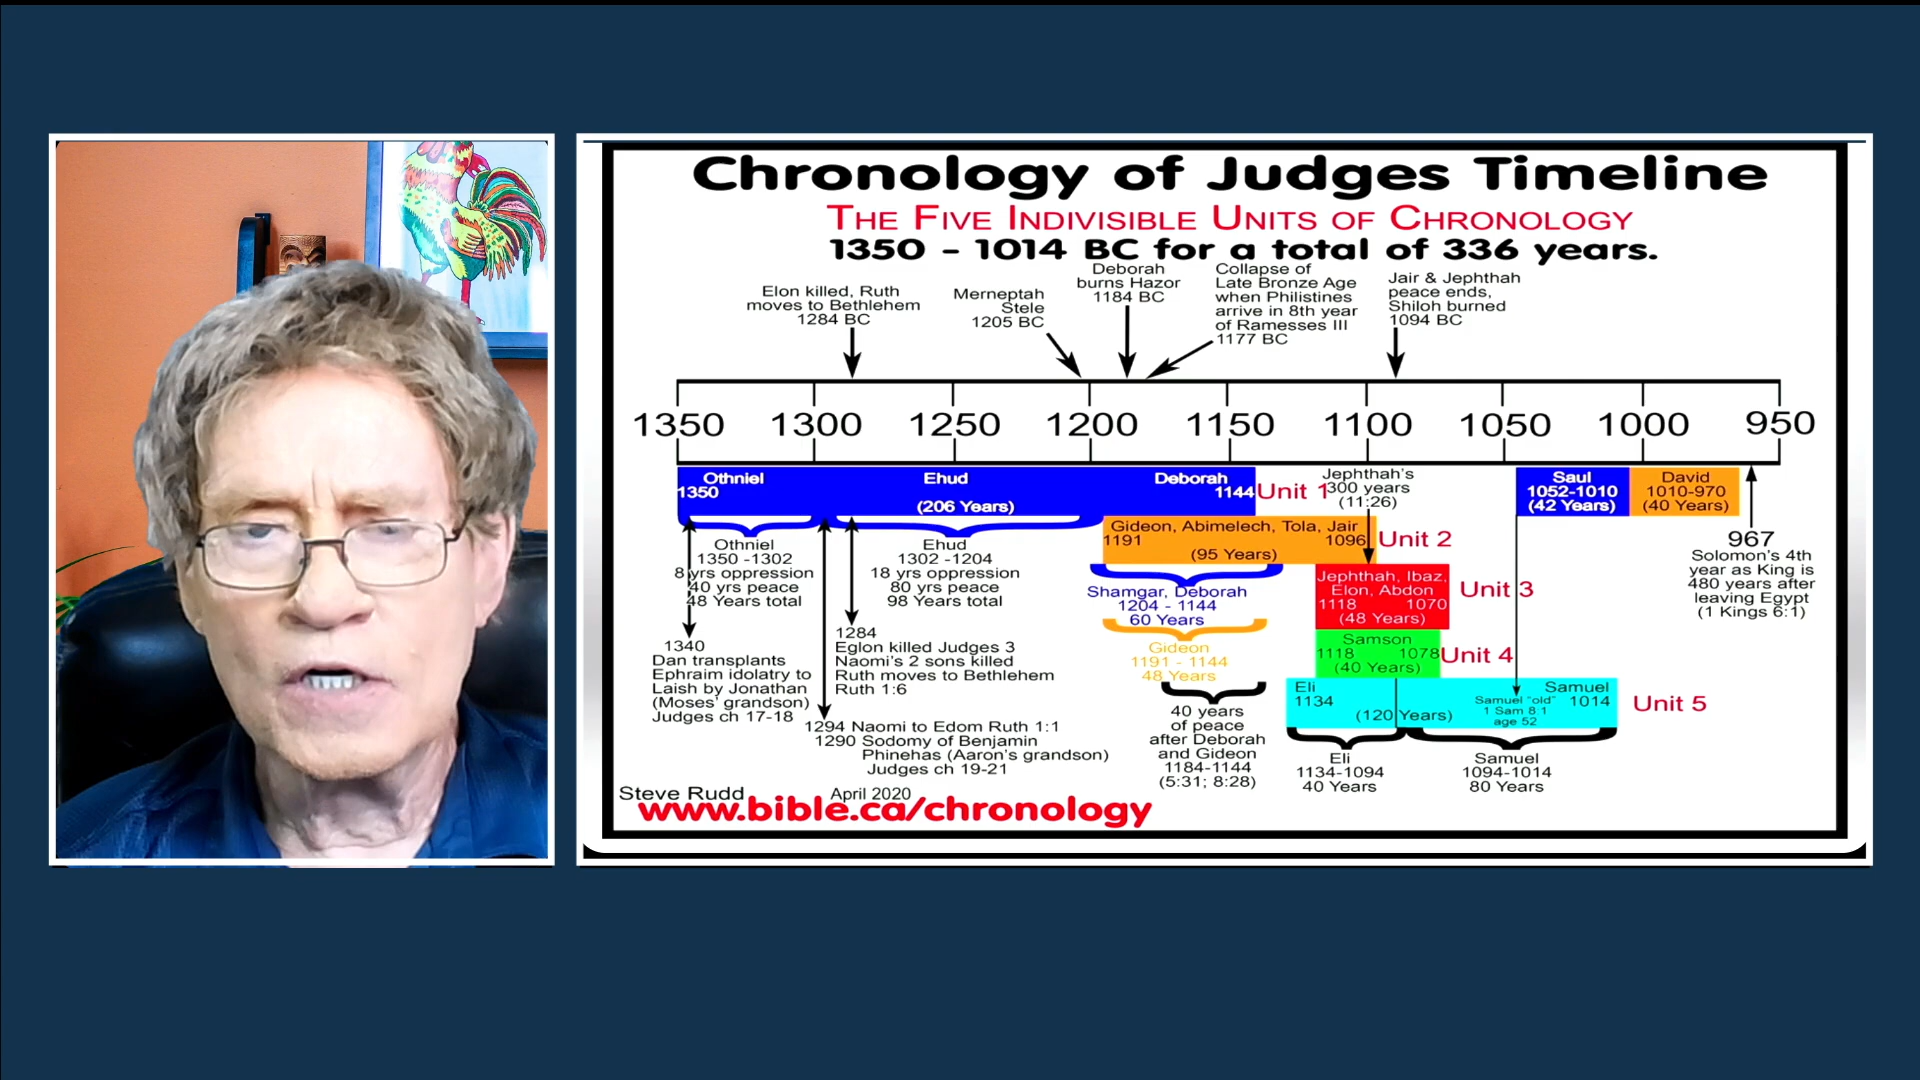 Chronology of Judges Timeline
THE FIVE INDIVISIBLE UNITS OF CHRONOLOGY
1350 - 1014 BC for a total of 336 years.
Elon killed, Ruth
moves to Bethlehem
1284 BC
Merneptah
Stele
1205 BC
Deborah
burns Hazor
1184 BC
Collapse of
Late Bronze Age
when Philistines
arrive in 8th year
of Ramesses III
1177 BC
Jair & Jephthah
peace ends,
Shiloh burned
1094 BC
1350 1300 1250 1200 1150 1100 1050 1000 950
Othniel
1350
Ehud
(206 Years)
Deborah
1144
Unit 1
Jephthah's
300 years
(11:26)
Saul
1052-1010
(42 Years)
David
1010-970
(40 Years)
Gideon, Abimelech, Tola, Jair
1191 1096
(95 Years)
Unit 2
Othniel
1350 -1302
8 yrs oppression
40 yrs peace
48 Years total
Ehud
1302 -1204
18 yrs oppression
80 yrs peace
98 Years total
Shamgar, Deborah
1204 - 1144
60 Years
Gideon
1191 - 1144
48 Years
40 years
of peace
after Deborah
and Gideon
1184-1144
(5:31; 8:28)
Jephthah, Ibaz,
Elon, Abdon
1118 1070
(48 Years)
Unit 3
Samson
1118 1078
(40 Years)
Unit 4
Eli
1134
(120 Years)
Samuel "old"
1 Sam 8:1
age 52
Samuel
1014
Unit 5
Eli
1134-1094
40 Years
Samuel
1094-1014
80 Years
967
Solomon's 4th
year as King is
480 years after
leaving Egypt
(1 Kings 6:1)
1340
Dan transplants
Ephraim idolatry to
Laish by Jonathan
(Moses' grandson)
Judges ch 17-18
1284
Eglon killed Judges 3
Naomi's 2 sons killed
Ruth moves to Bethlehem
Ruth 1:6
1294 Naomi to Edom Ruth 1:1
1290 Sodomy of Benjamin
Phinehas (Aaron's grandson)
Judges ch 19-21
Steve Rudd April 2020
www.bible.ca/chronology